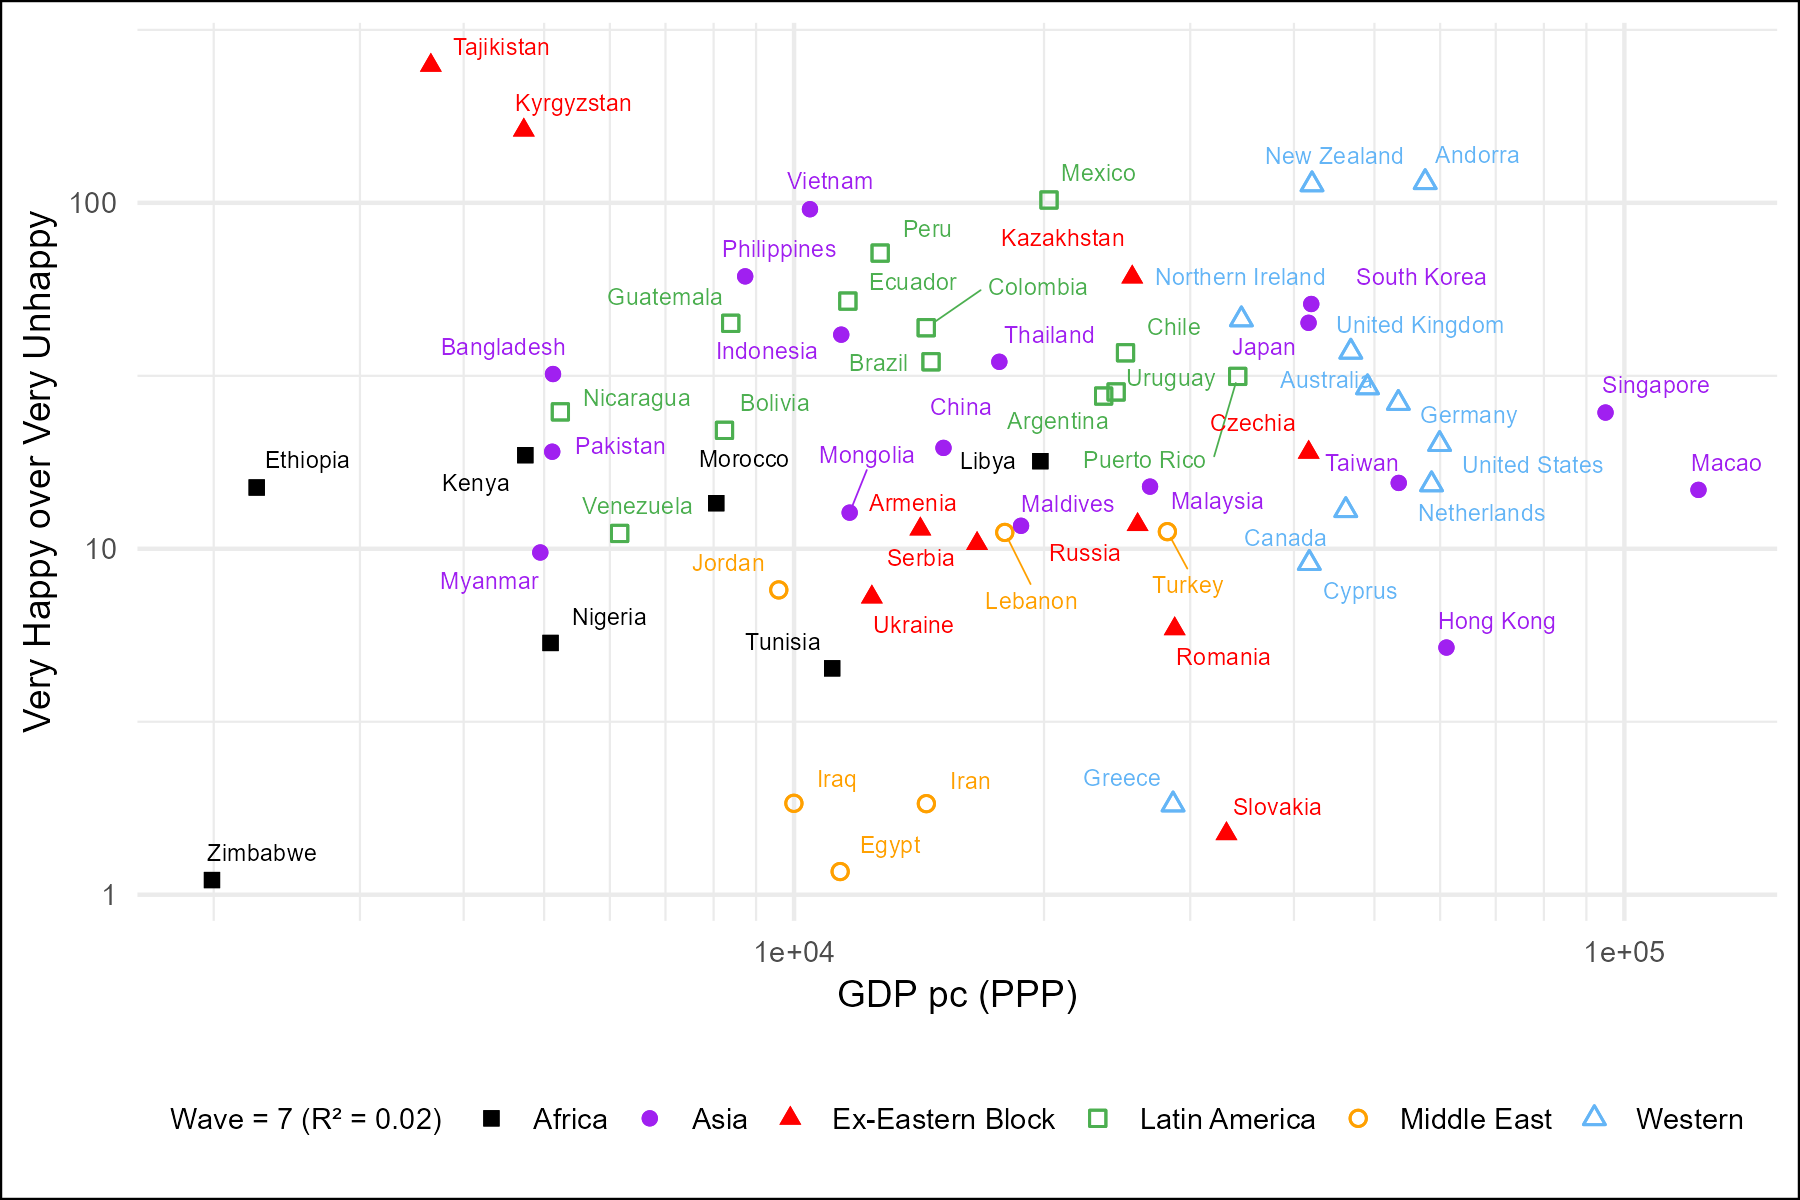 Tajikistan
Kyrgyzstan
New Zealand
Andorra
Mexico
Vietnam
100
Peru
Kazakhstan
Philippines
Northern Ireland
South Korea
Ecuador
Colombia
Guatemala
United Kingdom
Chile
Thailand
Bangladesh
Indonesia
Japan
Brazil
Uruguay
Australia
Singapore
Nicaragua
Bolivia
China
Germany
Argentina
Czechia
Pakistan
Mongolia
Ethiopia
Morocco
Libya
Puerto Rico
Taiwan
United States
Macao
Kenya
Malaysia
Armenia
Maldives
Venezuela
Netherlands
Canada
10
Russia
Serbia
Jordan
Myanmar
Turkey
Cyprus
Lebanon
Nigeria
Hong Kong
Ukraine
Tunisia
Romania
Greece
Iraq
Iran
Slovakia
Egypt
Zimbabwe
1
Very Happy over Very Unhappy
1e+04
1e+05
GDP pc (PPP)
Wave = 7 (R² = 0.02) Africa Asia Ex-Eastern Block Latin America Middle East Western